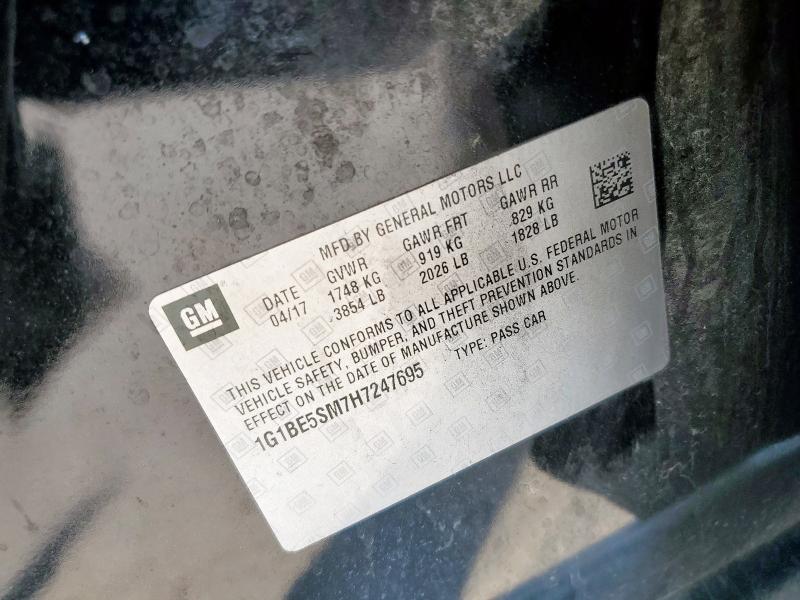 GM
MFD BY GENERAL MOTORS LLC
DATE GVWR GAWR FRT GAWR RR
04/17 1748 KG 919 KG 829 KG
3854 LB 2026 LB 1828 LB
THIS VEHICLE CONFORMS TO ALL APPLICABLE U.S. FEDERAL MOTOR
VEHICLE SAFETY, BUMPER, AND THEFT PREVENTION STANDARDS IN
EFFECT ON THE DATE OF MANUFACTURE SHOWN ABOVE.
1G1BE5SM7H7247695 TYPE: PASS CAR